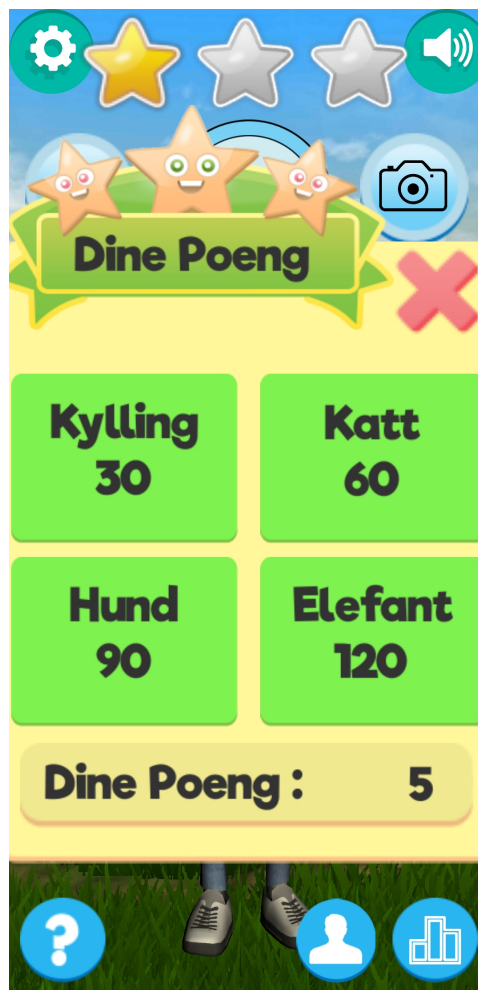 Dine Poeng
Kylling
30
Katt
60
Hund
90
Elefant
120
Dine Poeng : 5
?